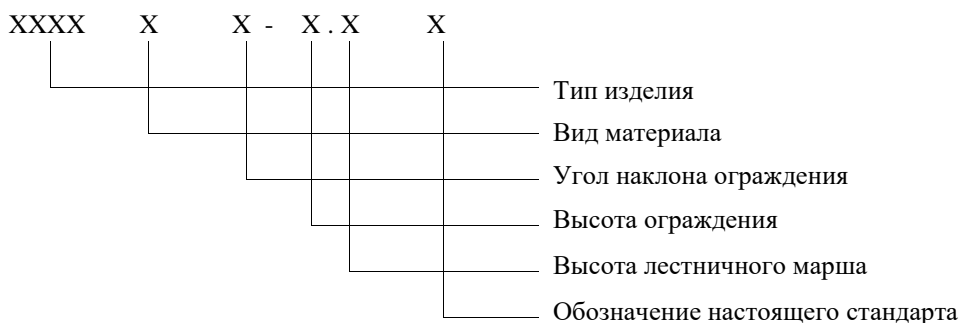 XXXX X X - X . X X
Тип изделия
Вид материала
Угол наклона ограждения
Высота ограждения
Высота лестничного марша
Обозначение настоящего стандарта